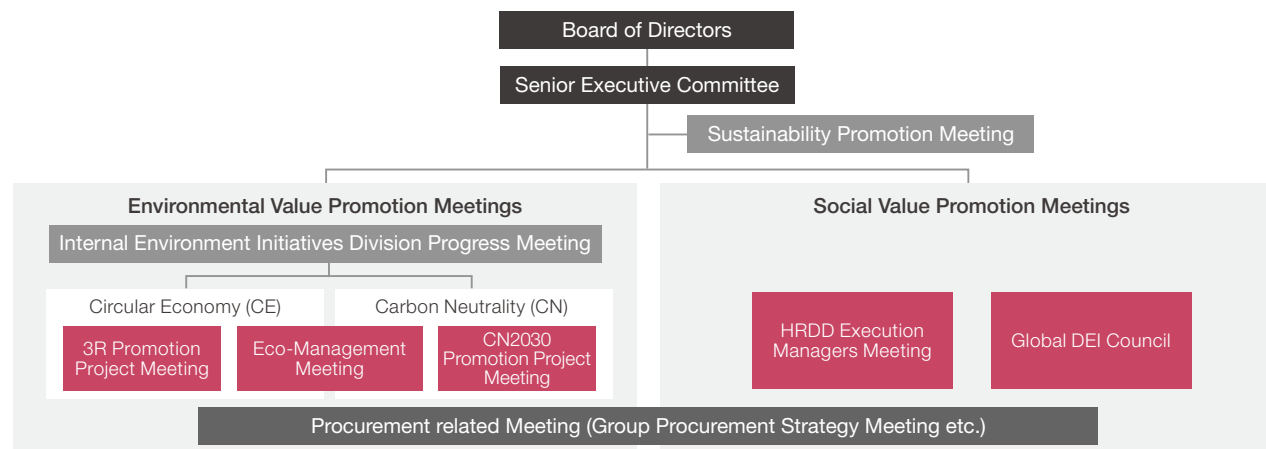 Board of Directors
Senior Executive Committee
Sustainability Promotion Meeting
Environmental Value Promotion Meetings
Internal Environment Initiatives Division Progress Meeting
Circular Economy (CE)
Carbon Neutrality (CN)
3R Promotion
Project Meeting
Eco-Management
Meeting
CN2030
Promotion Project
Meeting
Social Value Promotion Meetings
HRDD Execution
Managers Meeting
Global DEI Council
Procurement related Meeting (Group Procurement Strategy Meeting etc.)